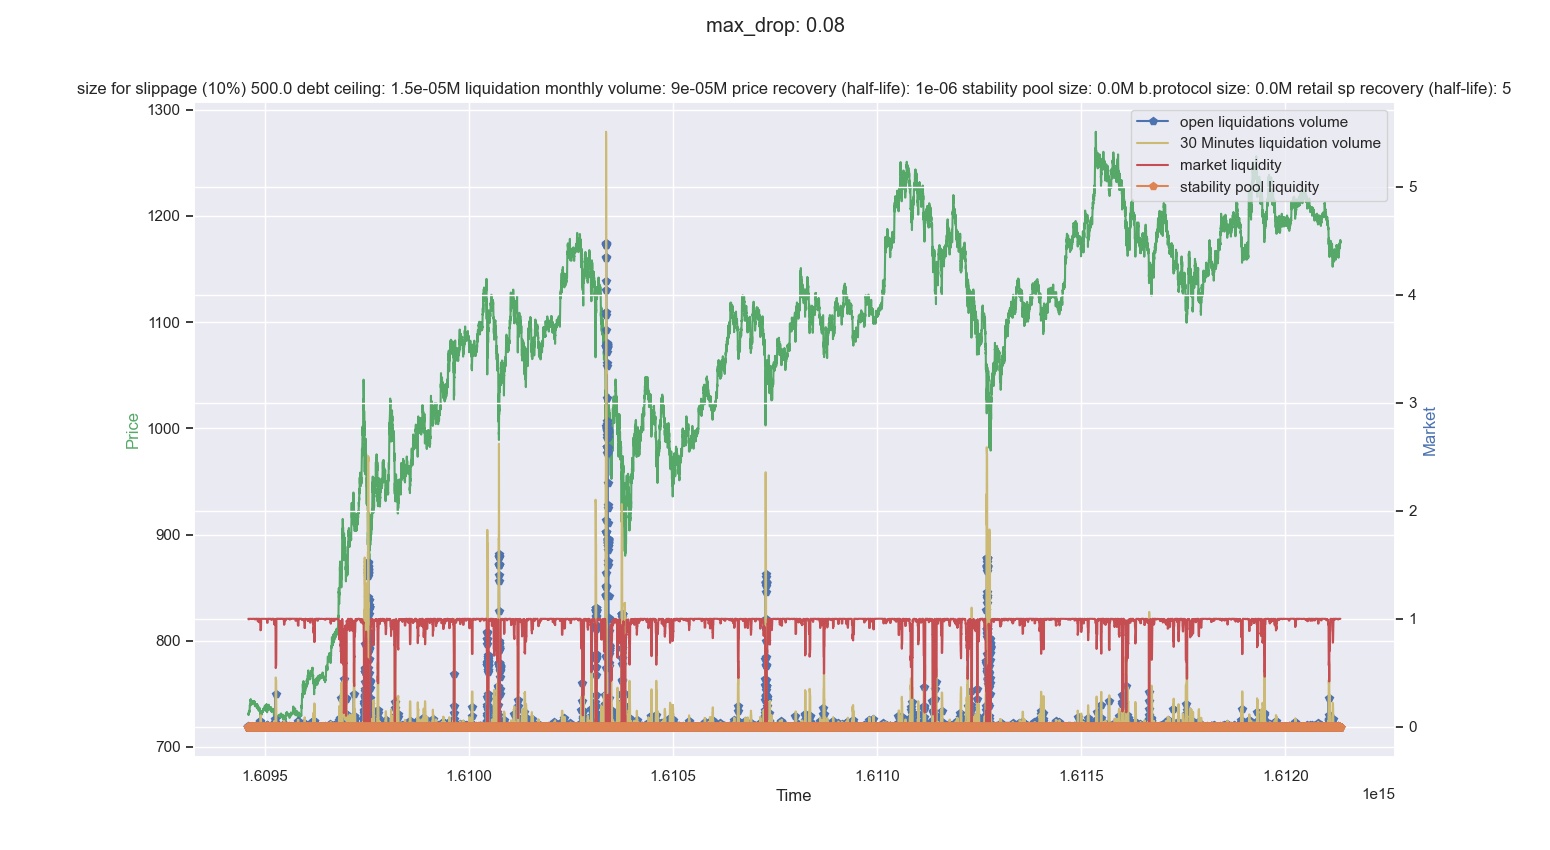 max_drop: 0.08
size for slippage (10%) 500.0 debt ceiling: 1.5e-05M liquidation monthly volume: 9e-05M price recovery (half-life): 1e-06 stability pool size: 0.0M b.protocol size: 0.0M retail sp recovery (half-life): 5
open liquidations volume
30 Minutes liquidation volume
market liquidity
stability pool liquidity
1300
1200
1100
1000
900
800
700
Price
5
4
3
2
1
0
Market
1.6095
1.6100
1.6105
1.6110
1.6115
1.6120
1e15
Time